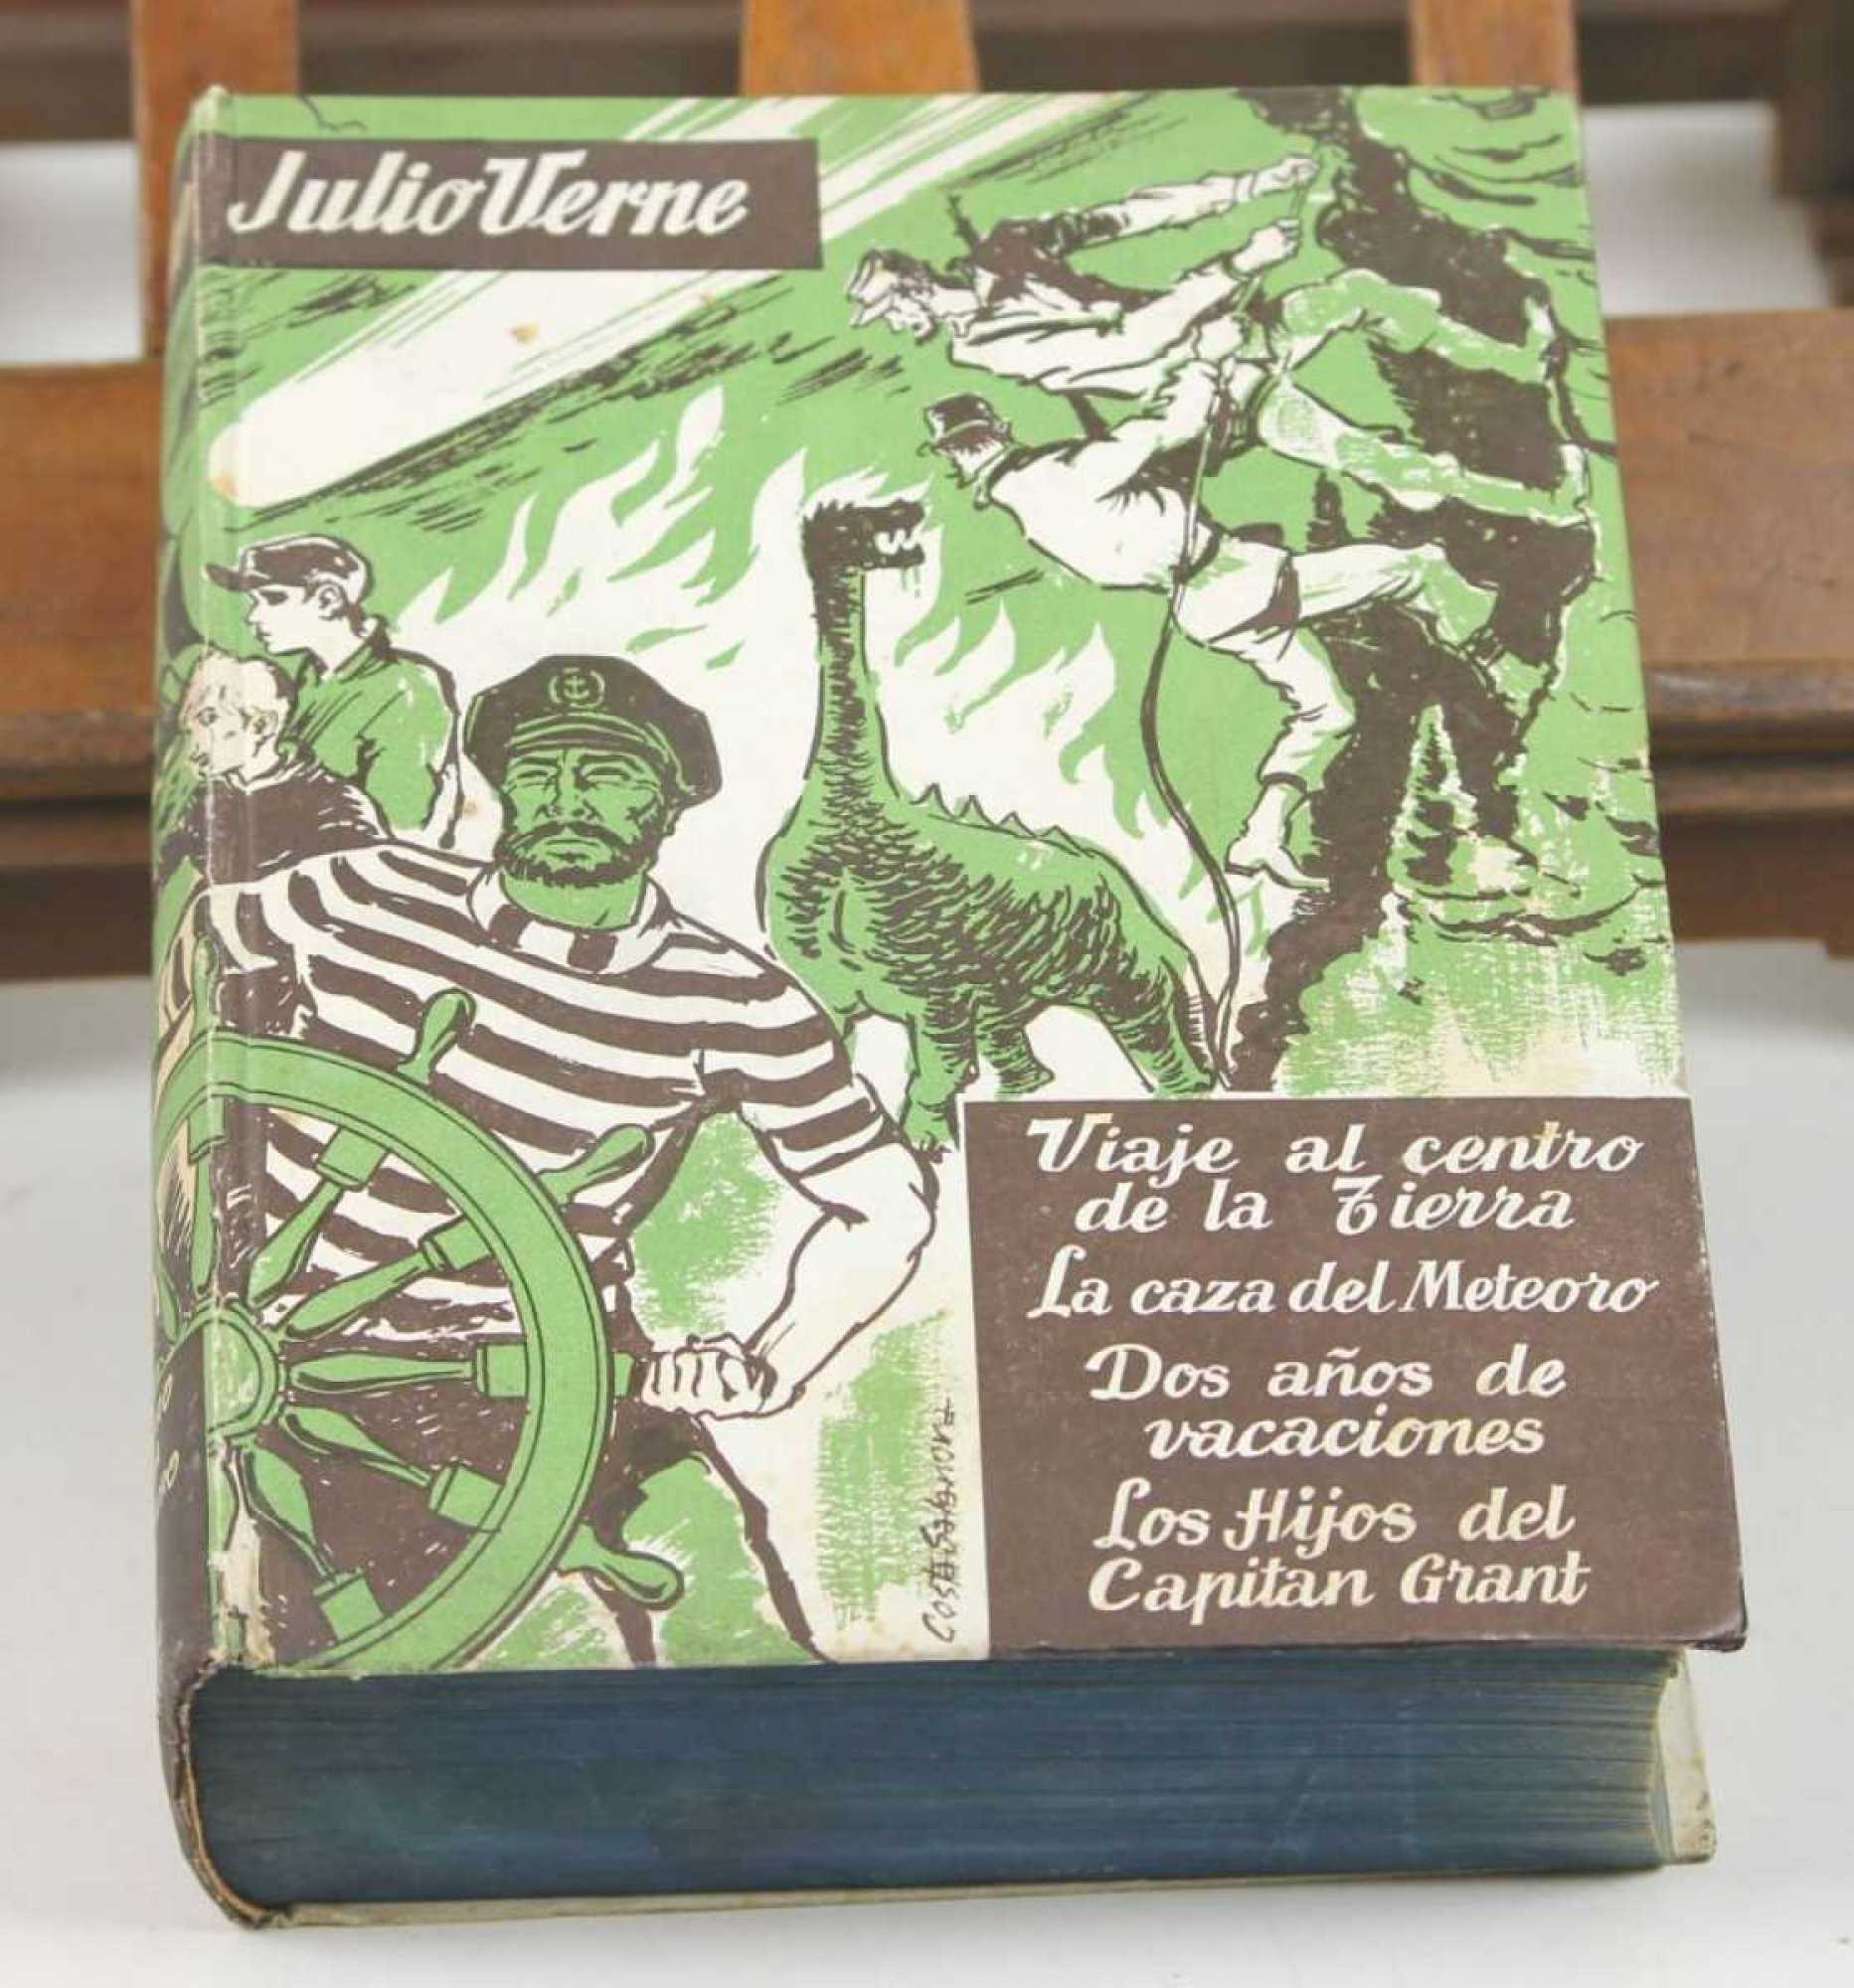 Julio Verne
Viaje al centro
de la Tierra
La caza del Meteoro
Dos años de
vacaciones
Los Hijos del
Capitan Grant